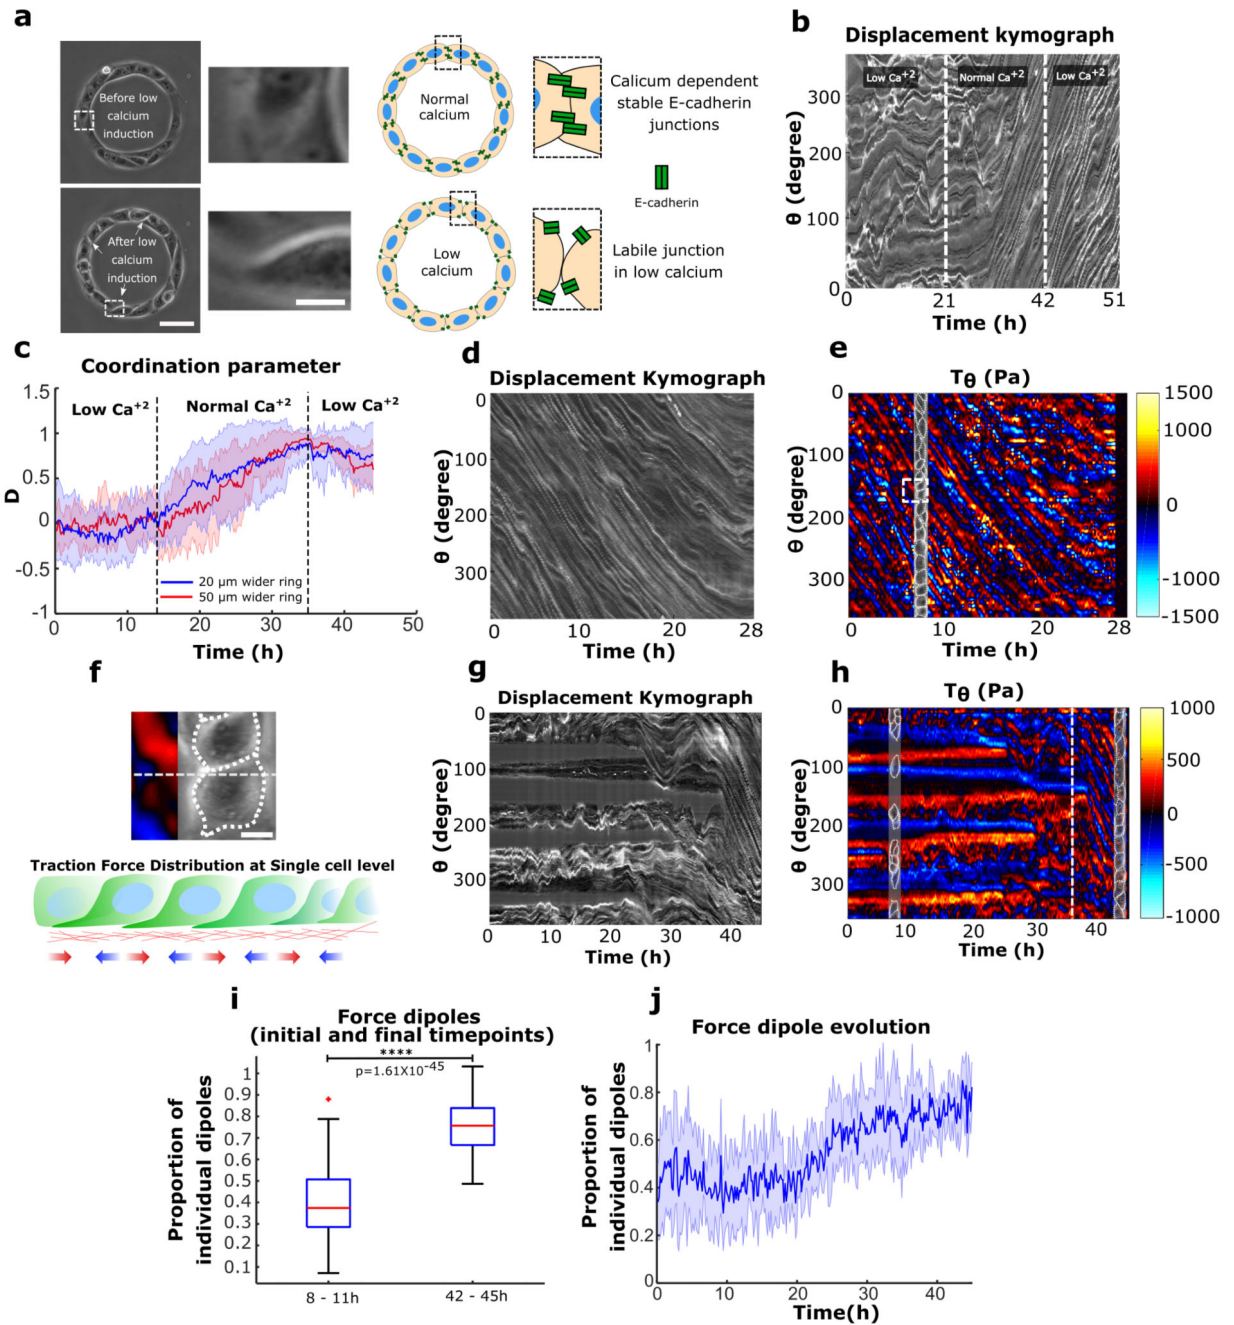 a
Before low
calcium
induction
After low
calcium
induction
Normal
calcium
Low
calcium
Calicum dependent
stable E-cadherin
junctions
E-cadherin
Labile junction
in low calcium
b
Displacement kymograph
Low Ca+2
Normal Ca+2
Low Ca+2
θ (degree)
300
200
100
0
0 21 42 51
Time (h)
c
Coordination parameter
Low Ca+2
Normal Ca+2
Low Ca+2
D
1.5
1
0.5
0
-0.5
-1
20 µm wider ring
50 µm wider ring
0 10 20 30 40 50
Time (h)
d
Displacement Kymograph
θ (degree)
0
100
200
300
0 10 20 28
Time (h)
e
Tθ (Pa)
θ (degree)
0
100
200
300
0 10 20 28
Time (h)
1500
1000
0
-1000
-1500
f
Traction Force Distribution at Single cell level
g
Displacement Kymograph
θ (degree)
0
100
200
300
0 10 20 30 40
Time (h)
h
Tθ (Pa)
θ (degree)
0
100
200
300
0 10 20 30 40
Time (h)
1000
500
0
-500
-1000
i
Force dipoles
(initial and final timepoints)
****
p=1.61X10-45
Proportion of
individual dipoles
1
0.9
0.8
0.7
0.6
0.5
0.4
0.3
0.2
0.1
8 - 11h
42 - 45h
j
Force dipole evolution
Proportion of
individual dipoles
1
0.8
0.6
0.4
0.2
0
0 10 20 30 40
Time(h)